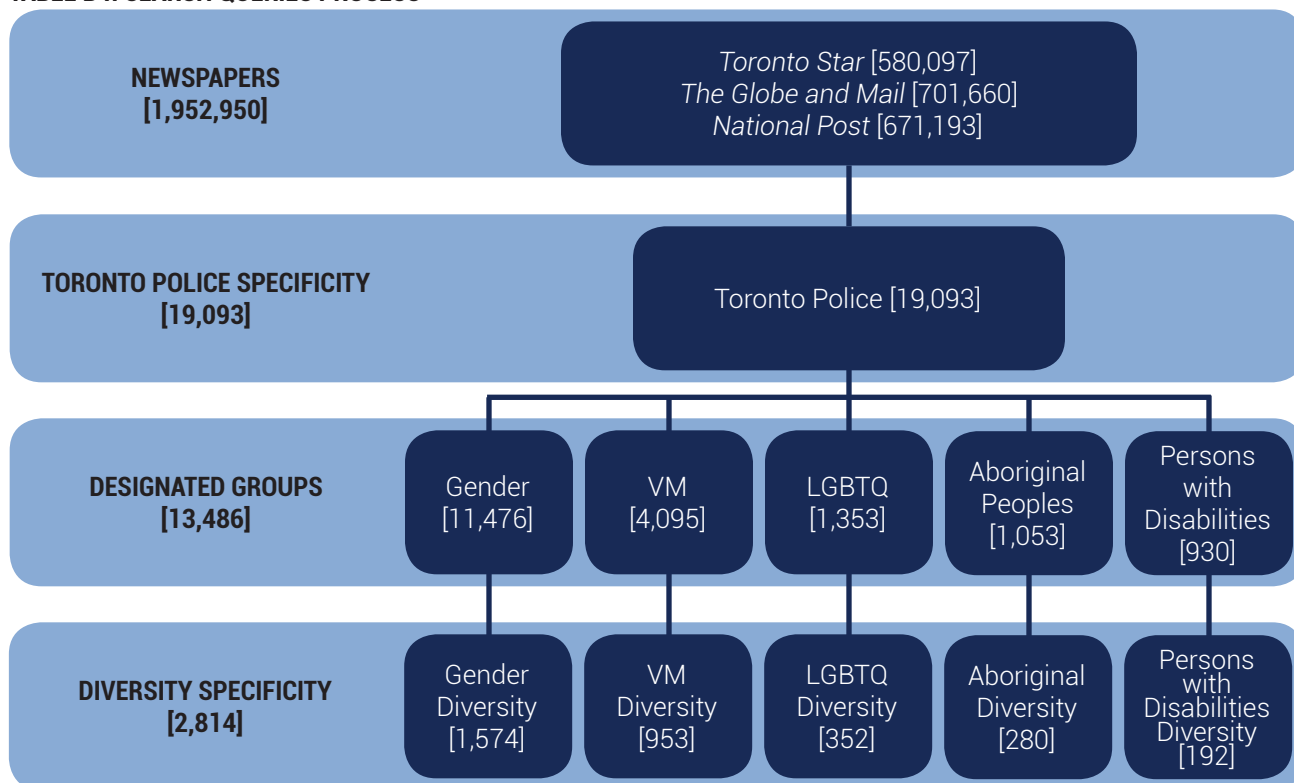 NEWSPAPERS
[1,952,950]
Toronto Star [580,097]
The Globe and Mail [701,660]
National Post [671,193]
TORONTO POLICE SPECIFICITY
[19,093]
Toronto Police [19,093]
DESIGNATED GROUPS
[13,486]
Gender
[11,476]
VM
[4,095]
LGBTQ
[1,353]
Aboriginal
Peoples
[1,053]
Persons
with
Disabilities
[930]
DIVERSITY SPECIFICITY
[2,814]
Gender
Diversity
[1,574]
VM
Diversity
[953]
LGBTQ
Diversity
[352]
Aboriginal
Diversity
[280]
Persons
with
Disabilities
Diversity
[192]